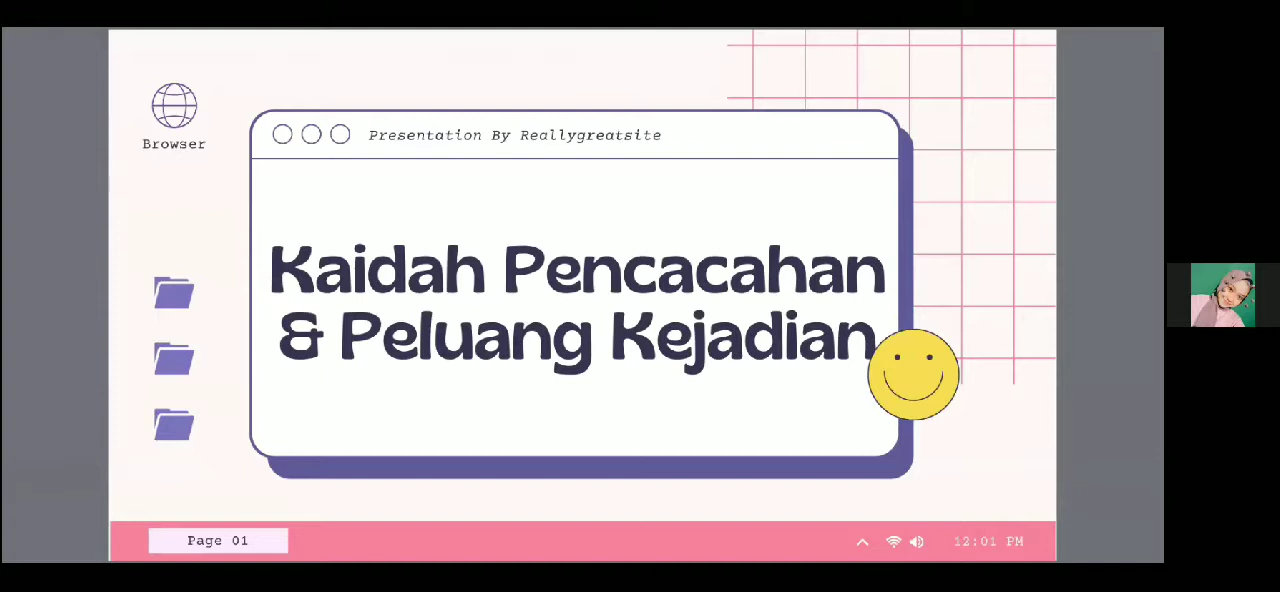 Presentation By Reallygreatsite
Browser
Kaidah Pencacahan
& Peluang Kejadian
Page 01
12:01 PM